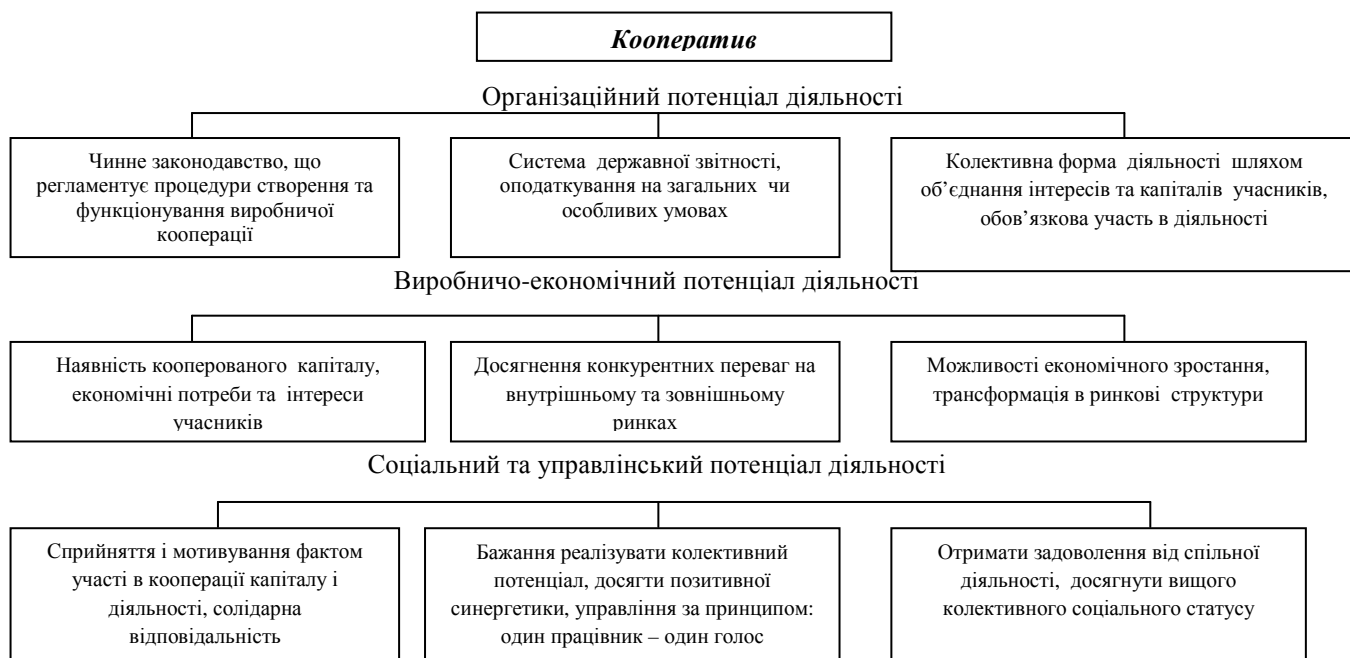 Кооператив
Організаційний потенціал діяльності
Чинне законодавство, що
регламентує процедури створення та
функціонування виробничої
кооперації
Система державної звітності,
оподаткування на загальних чи
особливих умовах
Колективна форма діяльності шляхом
об’єднання інтересів та капіталів учасників,
обов’язкова участь в діяльності
Виробничо-економічний потенціал діяльності
Наявність кооперованого капіталу,
економічні потреби та інтереси
учасників
Досягнення конкурентних переваг на
внутрішньому та зовнішньому
ринках
Можливості економічного зростання,
трансформація в ринкові структури
Соціальний та управлінський потенціал діяльності
Сприйняття і мотивування фактом
участі в кооперації капіталу і
діяльності, солідарна
відповідальність
Бажання реалізувати колективний
потенціал, досягти позитивної
синергетики, управління за принципом:
один працівник – один голос
Отримати задоволення від спільної
діяльності, досягнути вищого
колективного соціального статусу